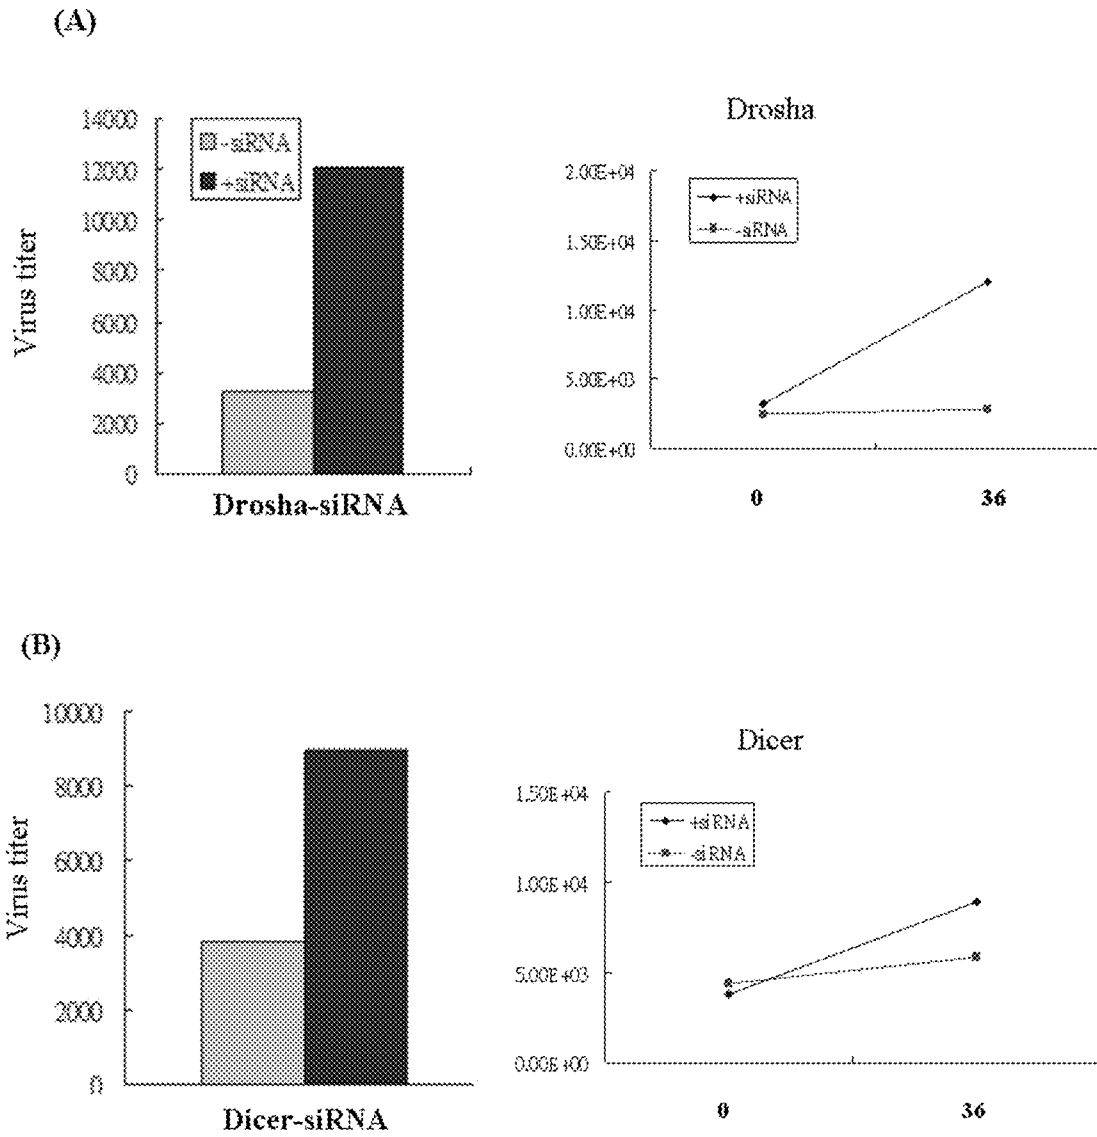 (A)
14000
12000
10000
8000
6000
4000
2000
0
Virus titer
-siRNA
+siRNA
Drosha-siRNA
Drosha
2.00E+04
1.50E+04
1.00E+04
5.00E+03
0.00E+00
+siRNA
-siRNA
0
36
(B)
10000
8000
6000
4000
2000
0
Virus titer
Dicer-siRNA
Dicer
1.50E+04
1.00E+04
5.00E+03
0.00E+00
+siRNA
-siRNA
0
36